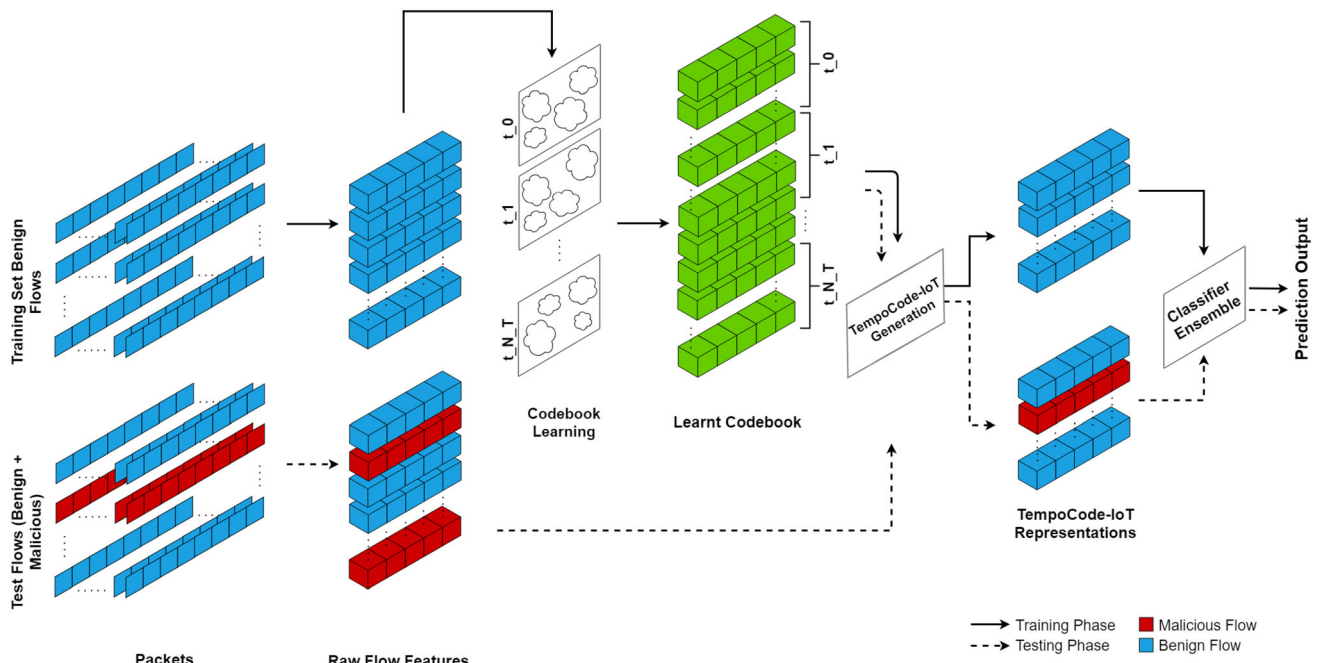 Training Set Benign
Flows
Test Flows (Benign +
Malicious)
Packets
Raw Flow Features
t_0
t_1
t_N_T
Codebook
Learning
t_0
t_1
t_N_T
Learnt Codebook
TempoCode-IoT
Generation
TempoCode-IoT
Representations
Classifier
Ensemble
Prediction Output
Training Phase
Testing Phase
Malicious Flow
Benign Flow